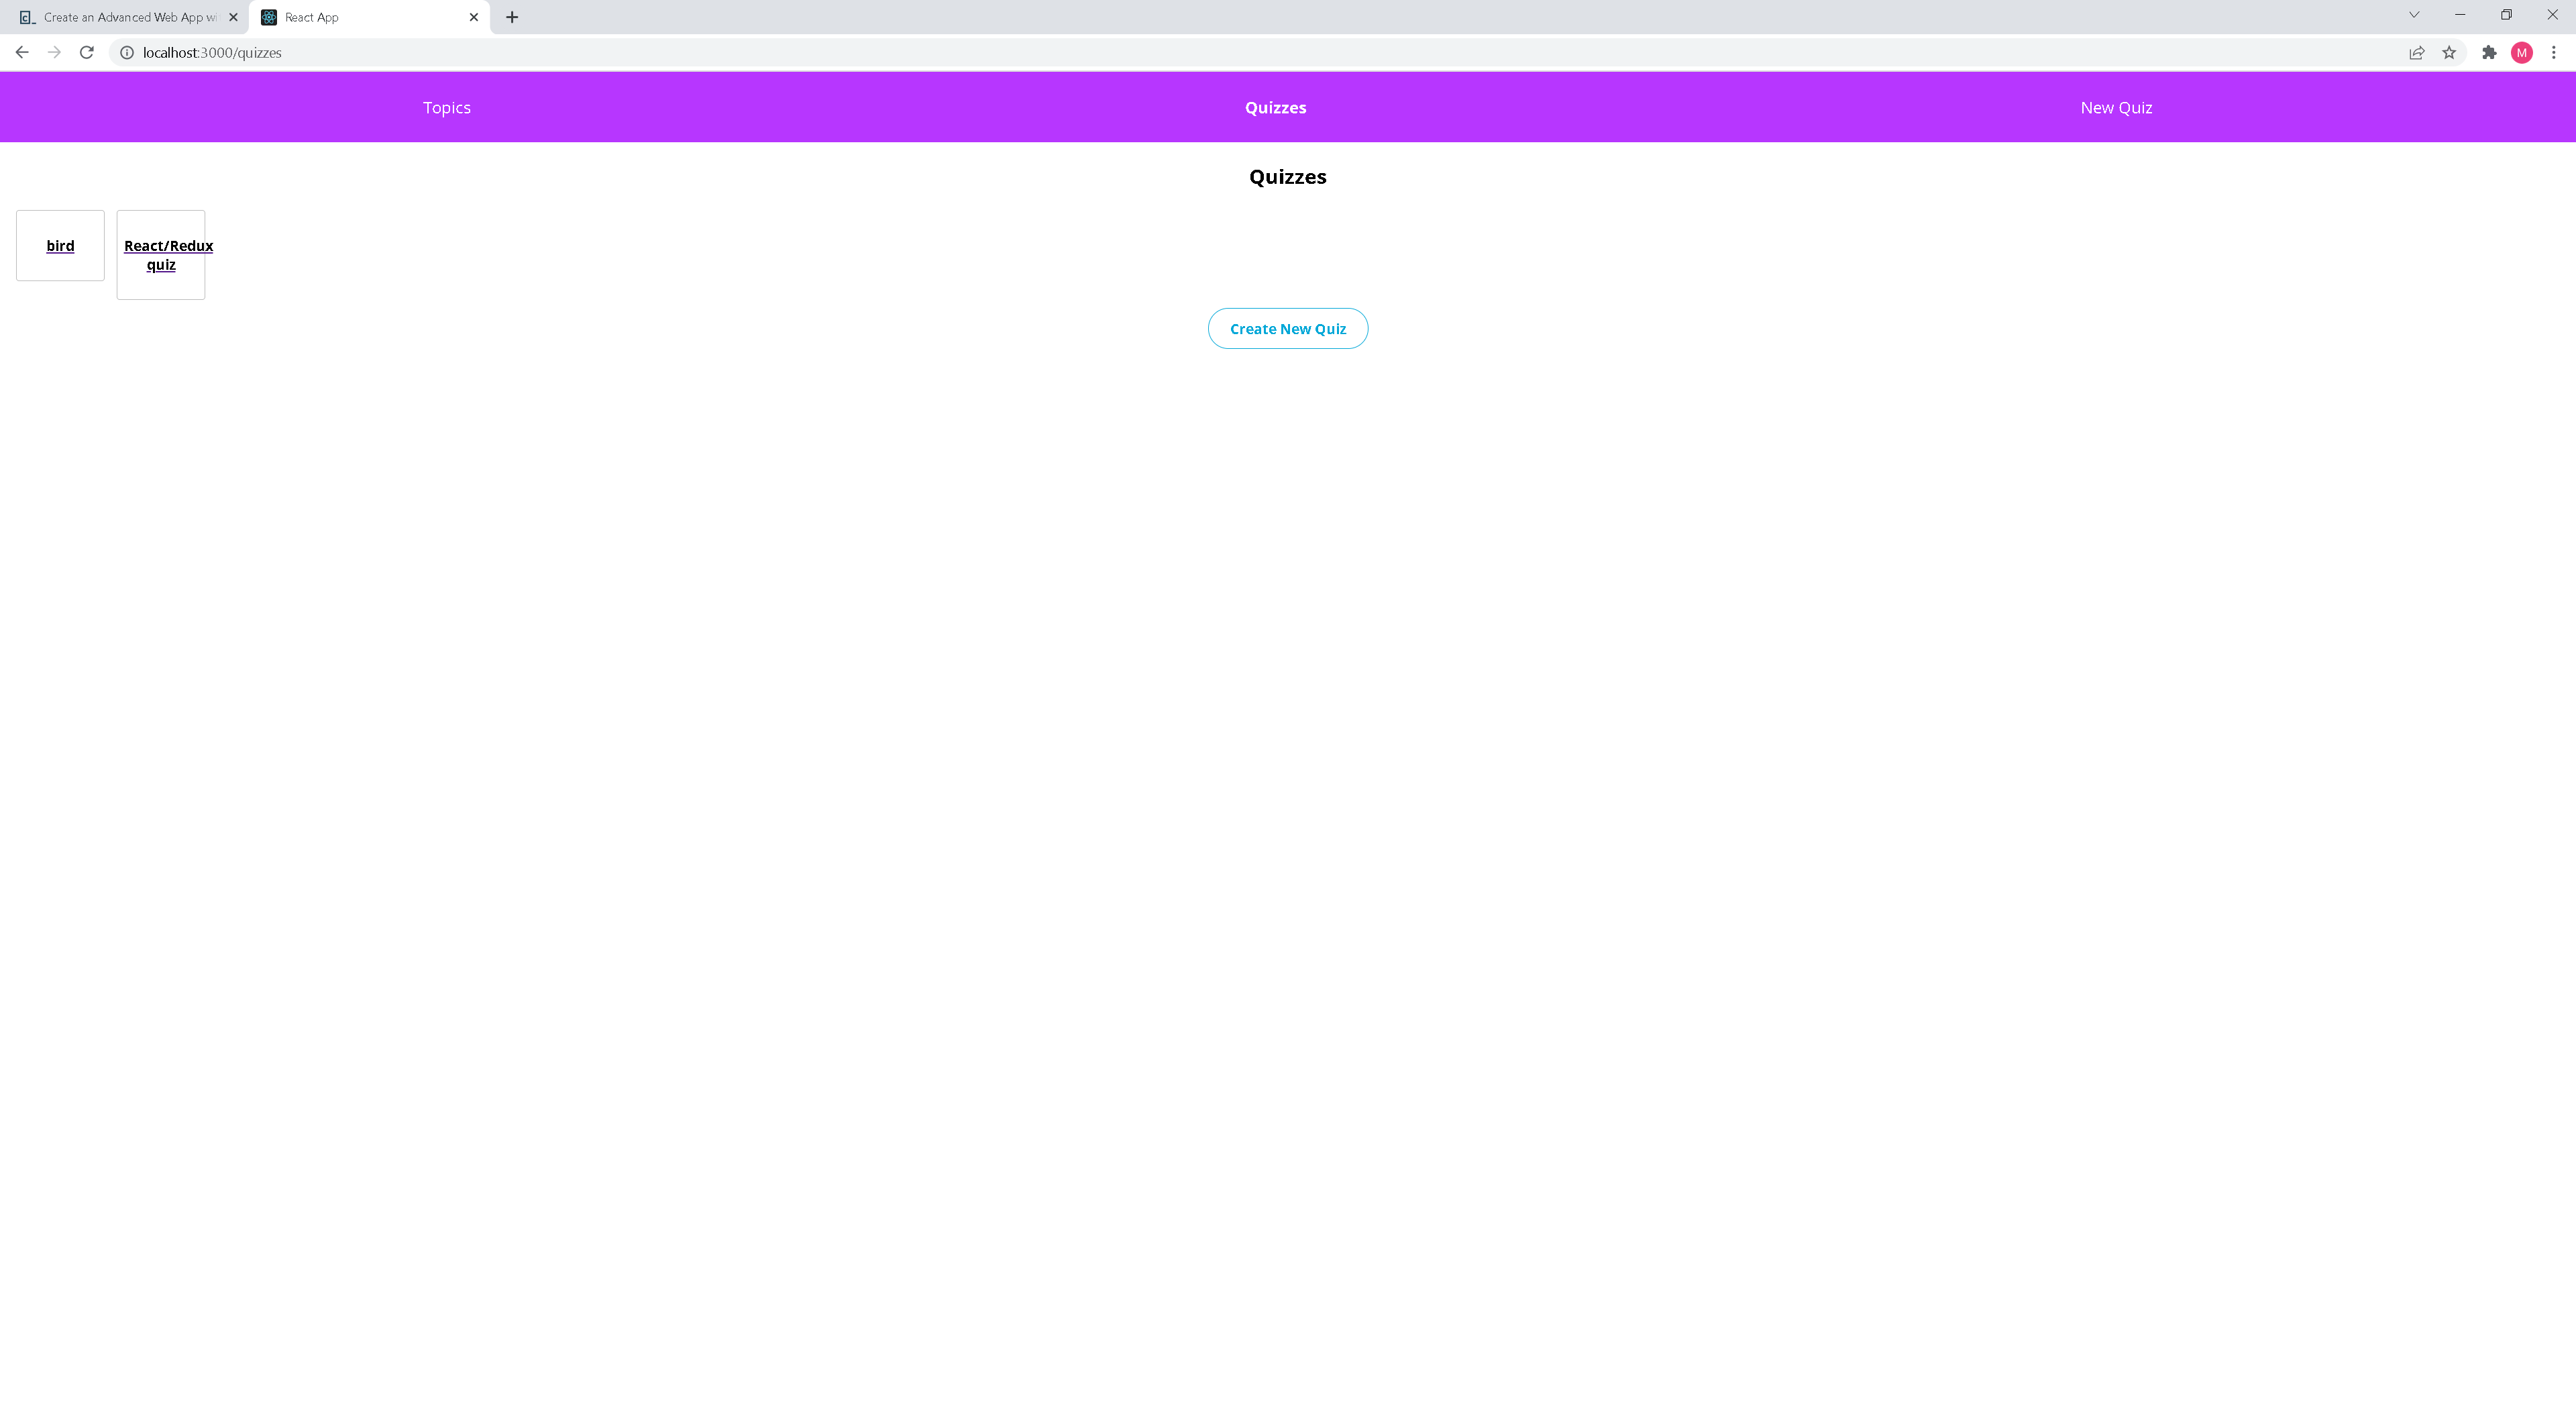 Create an Advanced Web App wi
React App
localhost:3000/quizzes
M
Topics
Quizzes
New Quiz
Quizzes
bird
React/Redux
quiz
Create New Quiz